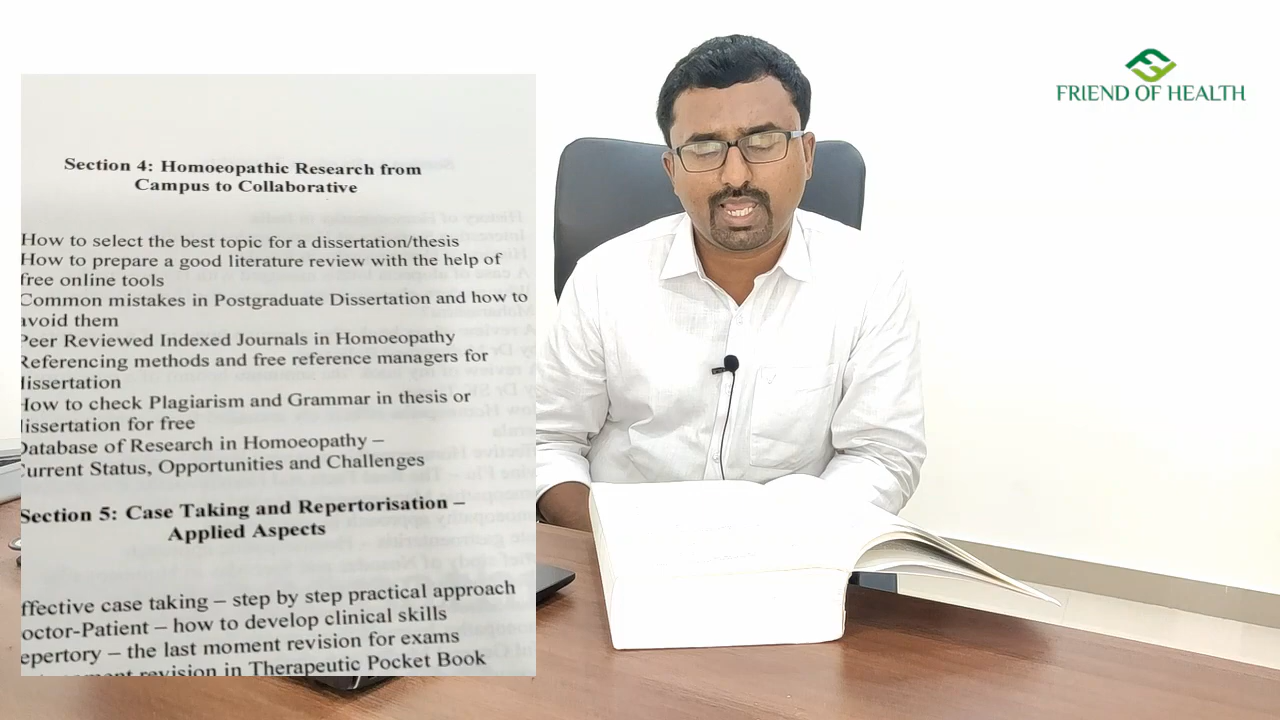 Section 4: Homoeopathic Research from
Campus to Collaborative
How to select the best topic for a dissertation/thesis
How to prepare a good literature review with the help of
free online tools
Common mistakes in Postgraduate Dissertation and how to
avoid them
Peer Reviewed Indexed Journals in Homoeopathy
Referencing methods and free reference managers for
dissertation
How to check Plagiarism and Grammar in thesis or
dissertation for free
Database of Research in Homoeopathy –
Current Status, Opportunities and Challenges
Section 5: Case Taking and Repertorisation –
Applied Aspects
ffective case taking – step by step practical approach
octor-Patient – how to develop clinical skills
epertory – the last moment revision for exams
revision in Therapeutic Pocket Book
FRIEND OF HEALTH